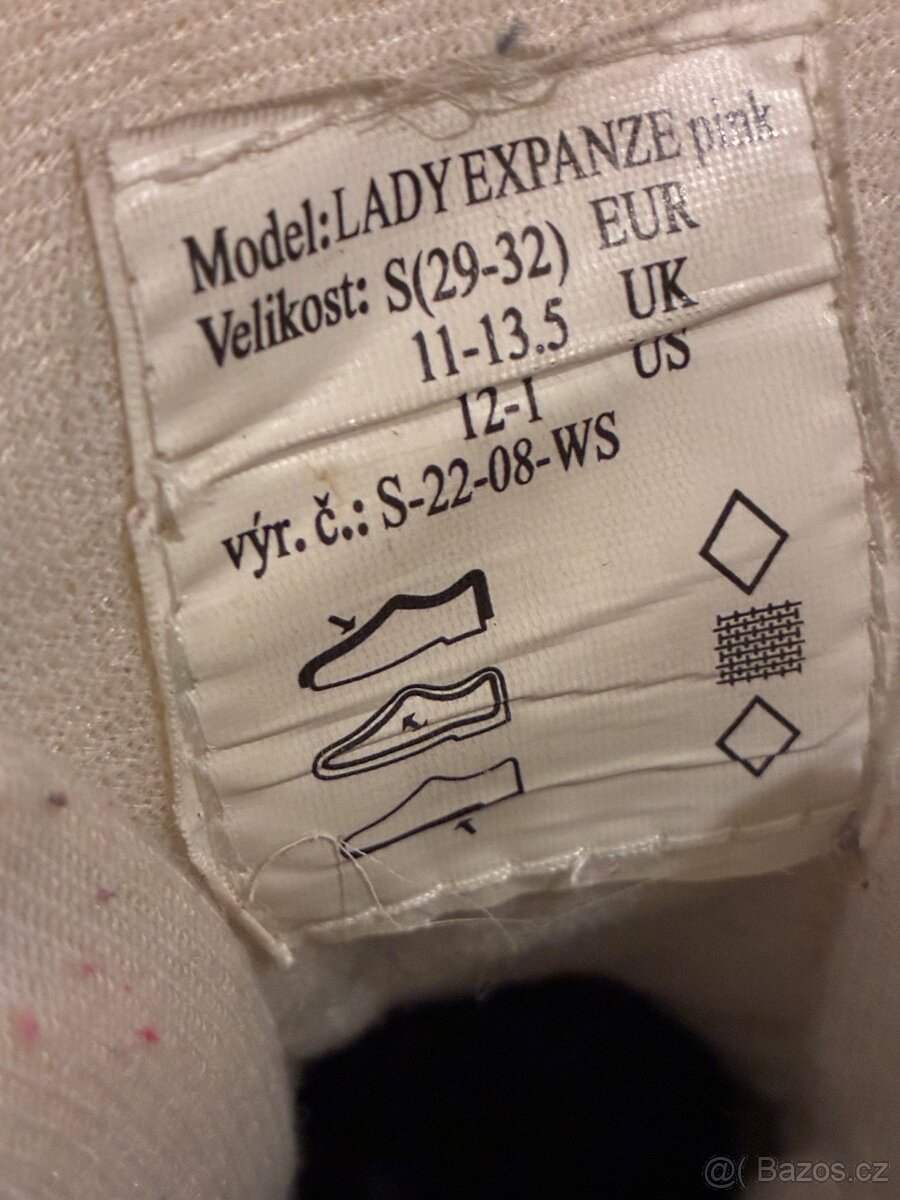 Model:LADY EXPANZE pink
Velikost: S(29-32) EUR
11-13.5 UK
12-1 US
výr. č.: S-22-08-WS
@( Bazos.cz